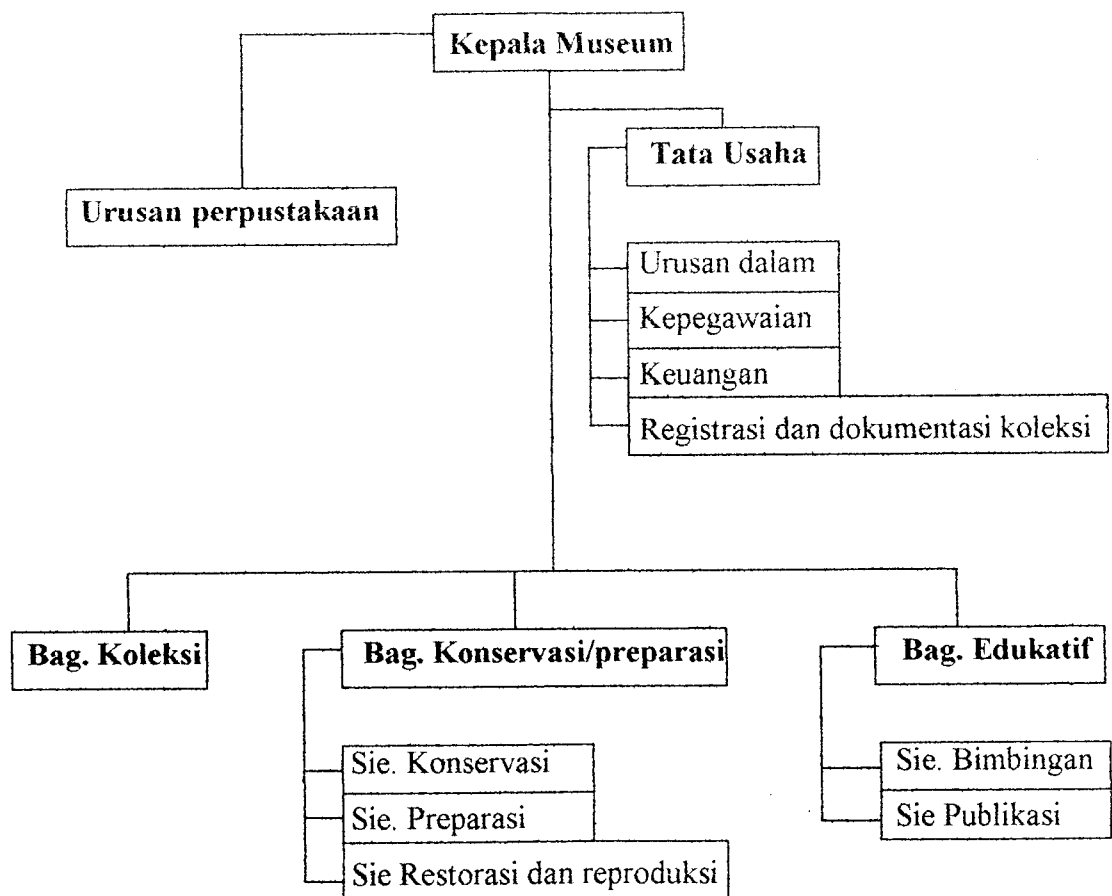 Kepala Museum
Tata Usaha
Urusan perpustakaan
Urusan dalam
Kepegawaian
Keuangan
Registrasi dan dokumentasi koleksi
Bag. Koleksi
Bag. Konservasi/preparasi
Bag. Edukatif
Sie. Konservasi
Sie. Preparasi
Sie Restorasi dan reproduksi
Sie. Bimbingan
Sie Publikasi